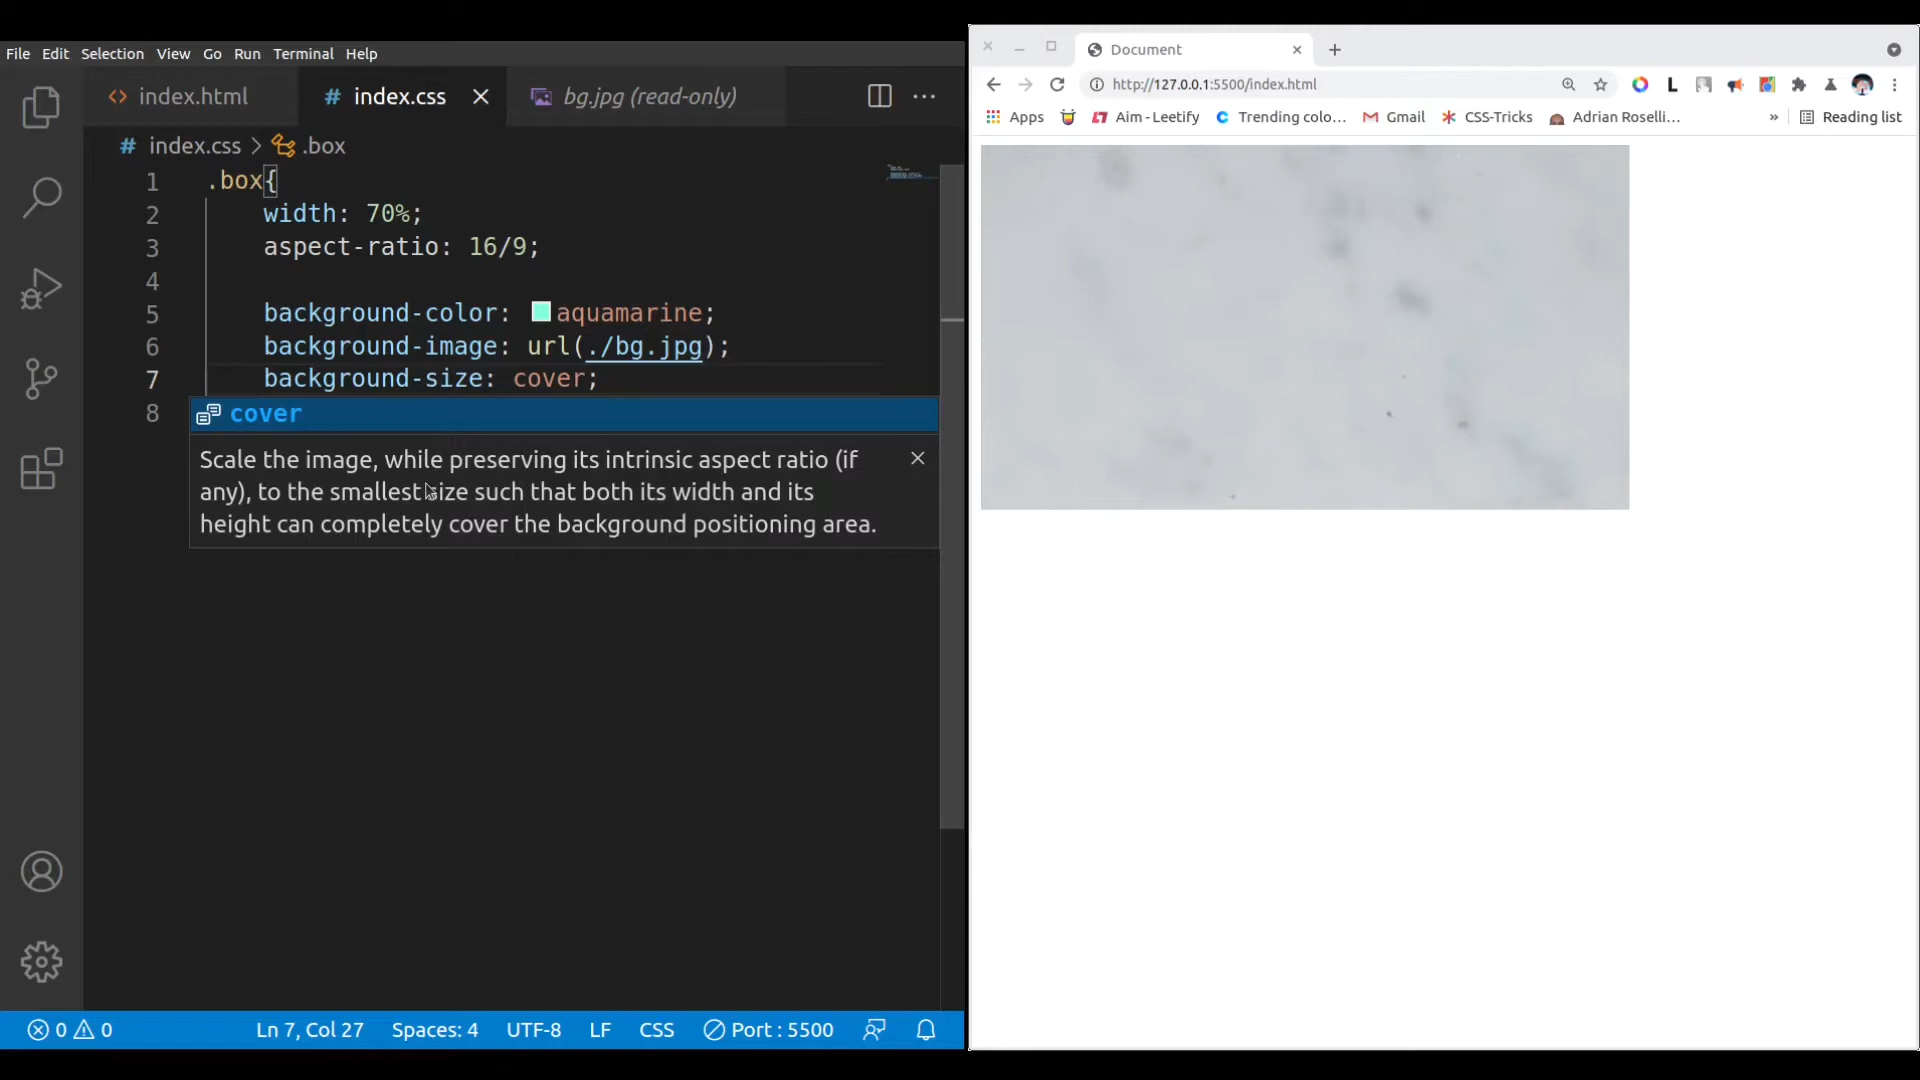 File Edit Selection View Go Run Terminal Help
index.html
index.css
bg.jpg (read-only)
index.css > .box
1 .box{
2 width: 70%;
3 aspect-ratio: 16/9;
4
5 background-color: aquamarine;
6 background-image: url(./bg.jpg);
7 background-size: cover;
8
cover
Scale the image, while preserving its intrinsic aspect ratio (if
any), to the smallest size such that both its width and its
height can completely cover the background positioning area.
0 0 Ln 7, Col 27 Spaces: 4 UTF-8 LF CSS Port : 5500
Document
http://127.0.0.1:5500/index.html
L
Apps Aim - Leetify Trending colo... Gmail CSS-Tricks Adrian Roselli... » Reading list